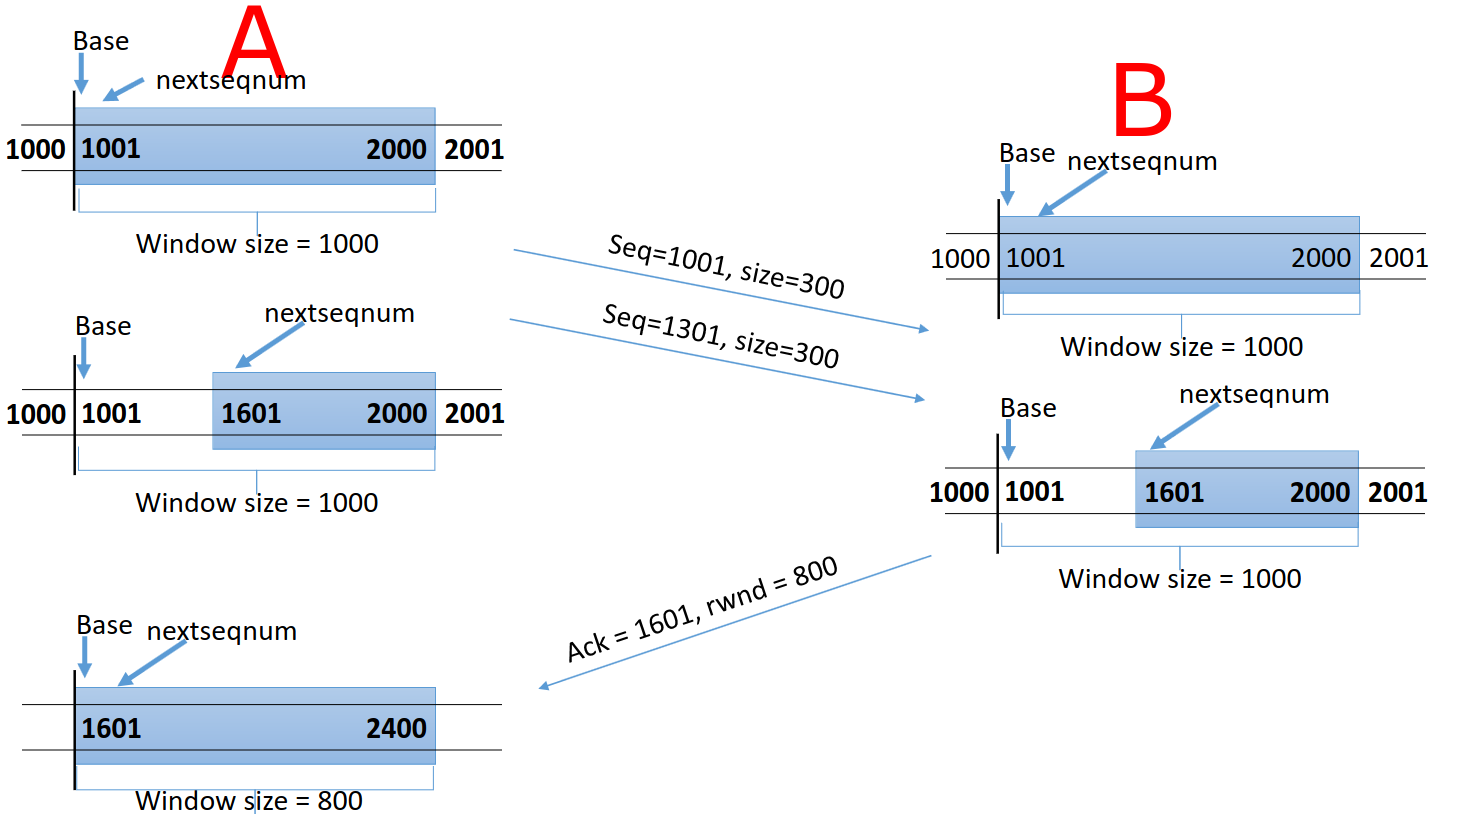 A
Base
nextseqnum
1000 1001 2000 2001
Window size = 1000
Base
nextseqnum
1000 1001 1601 2000 2001
Window size = 1000
Base nextseqnum
1601 2400
Window size = 800
Seq=1001, size=300
Seq=1301, size=300
Ack = 1601, rwnd = 800
B
Base nextseqnum
1000 1001 2000 2001
Window size = 1000
nextseqnum
Base
1000 1001 1601 2000 2001
Window size = 1000